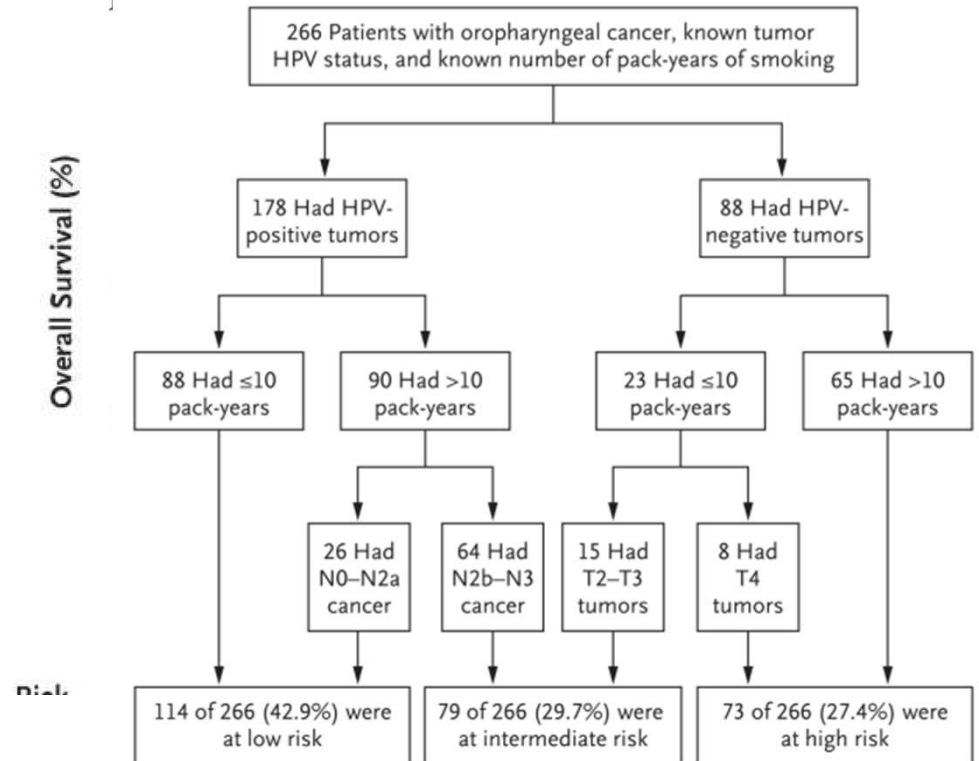 266 Patients with oropharyngeal cancer, known tumor
HPV status, and known number of pack-years of smoking
Overall Survival (%)
178 Had HPV-
positive tumors
88 Had HPV-
negative tumors
88 Had ≤10
pack-years
90 Had >10
pack-years
23 Had ≤10
pack-years
65 Had >10
pack-years
26 Had
N0–N2a
cancer
64 Had
N2b–N3
cancer
15 Had
T2–T3
tumors
8 Had
T4
tumors
Risk
114 of 266 (42.9%) were
at low risk
79 of 266 (29.7%) were
at intermediate risk
73 of 266 (27.4%) were
at high risk